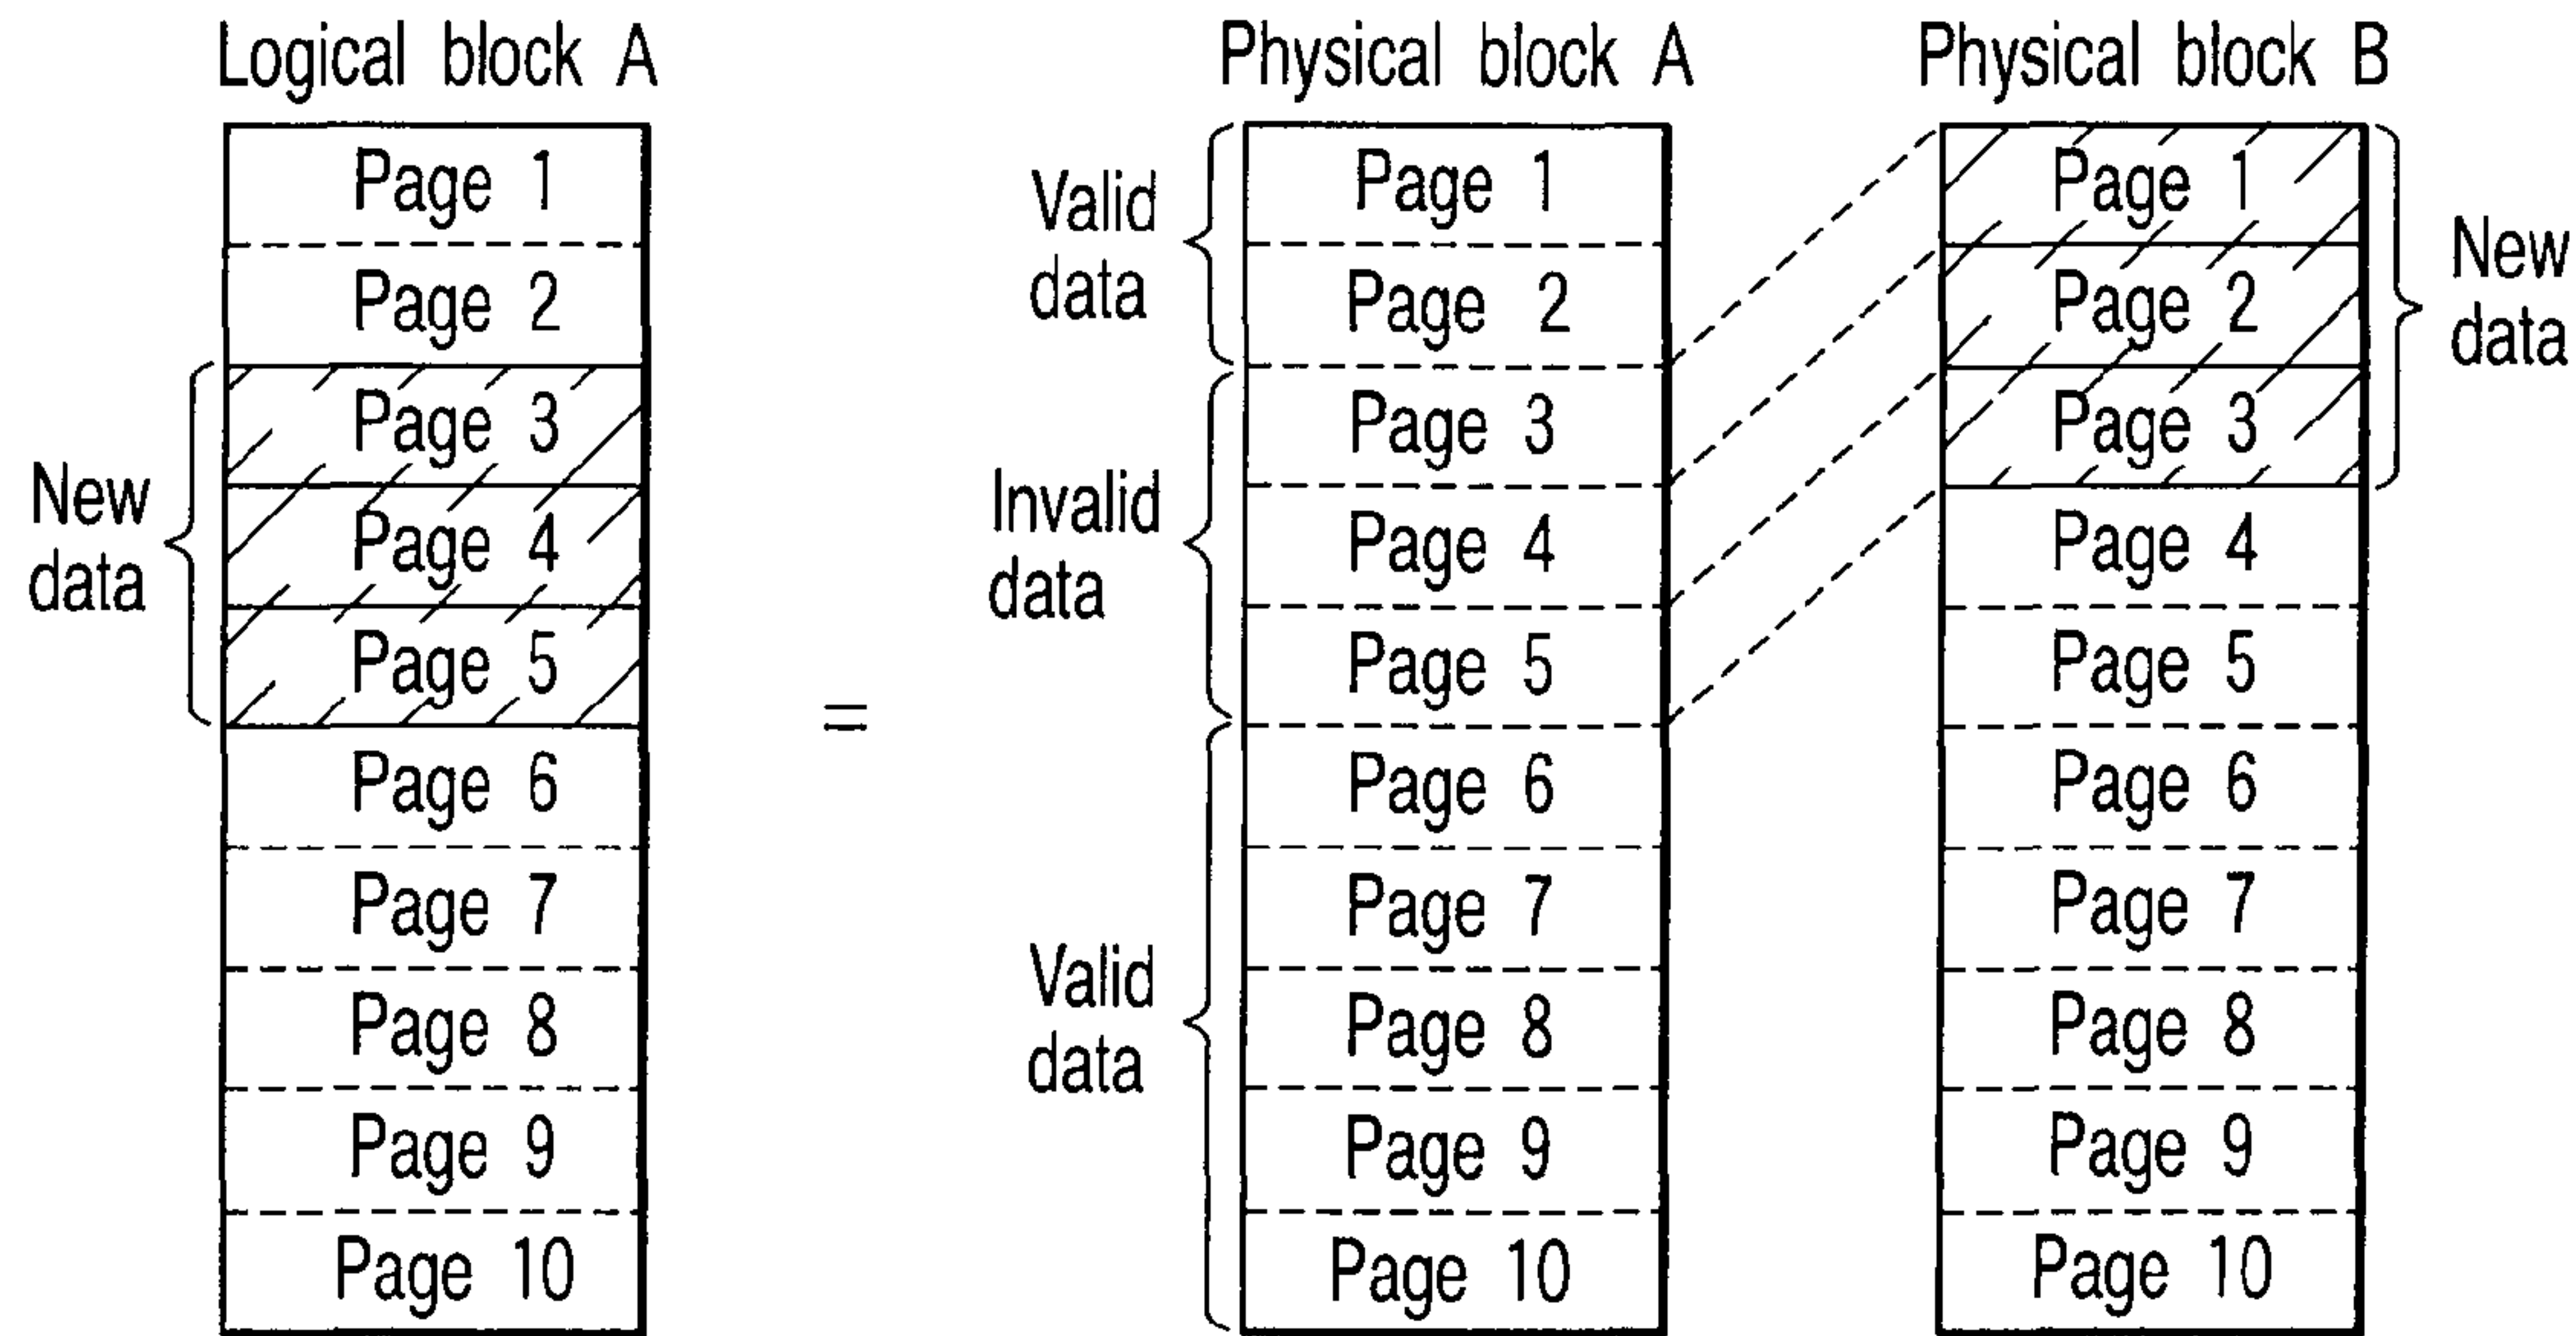 Logical block A
Page 1
Page 2
Page 3
Page 4
Page 5
Page 6
Page 7
Page 8
Page 9
Page 10
New
data
=
Physical block A
Valid
data
Invalid
data
Valid
data
Page 1
Page 2
Page 3
Page 4
Page 5
Page 6
Page 7
Page 8
Page 9
Page 10
Physical block B
Page 1
Page 2
Page 3
Page 4
Page 5
Page 6
Page 7
Page 8
Page 9
Page 10
New
data